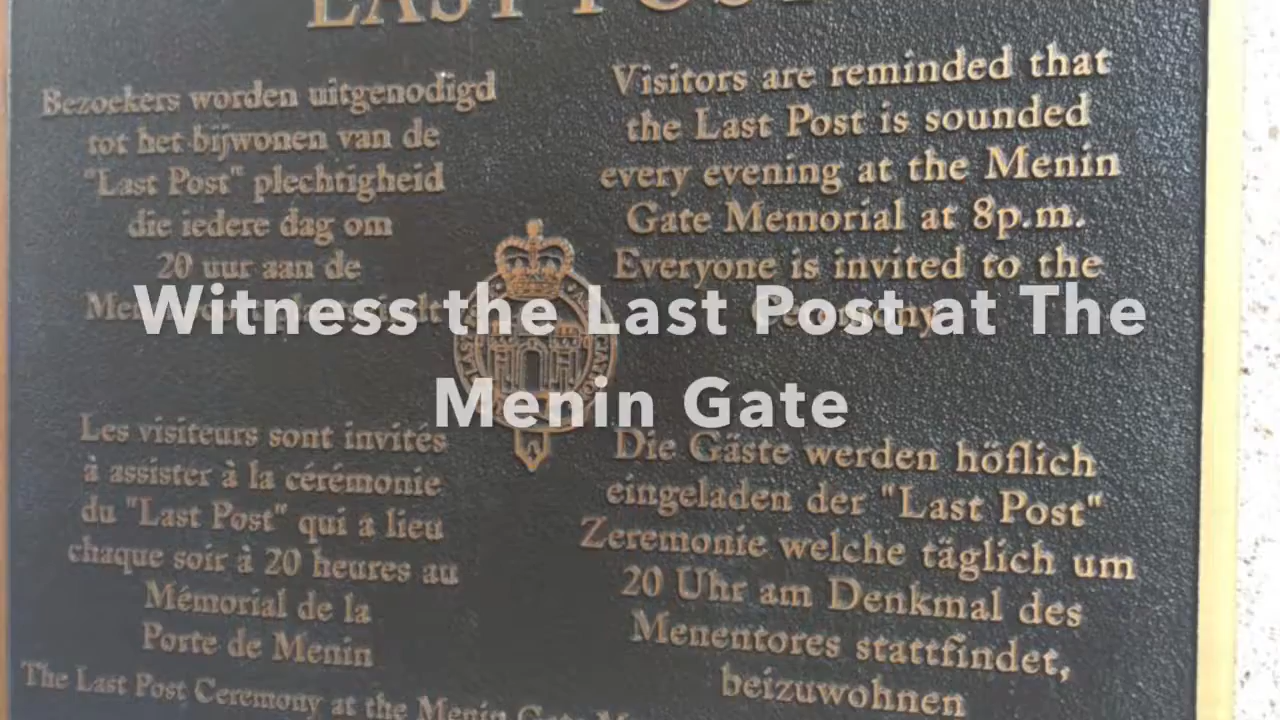 LAST POST
Bezoekers worden uitgenodigd
tot het bijwonen van de
"Last Post" plechtigheid
die iedere dag om
20 uur aan de
Visitors are reminded that
the Last Post is sounded
every evening at the Menin
Gate Memorial at 8p.m.
Everyone is invited to the
Ceremony
Witness the Last Post at The
Menin Gate
Les visiteurs sont invités
à assister à la cérémonie
du "Last Post" qui a lieu
chaque soir à 20 heures au
Mémorial de la
Porte de Menin
Die Gäste werden höflich
eingeladen der "Last Post"
Zeremonie welche täglich um
20 Uhr am Denkmal des
Menentores stattfindet,
beizuwohnen
The Last Post Ceremony at the Menin Gate